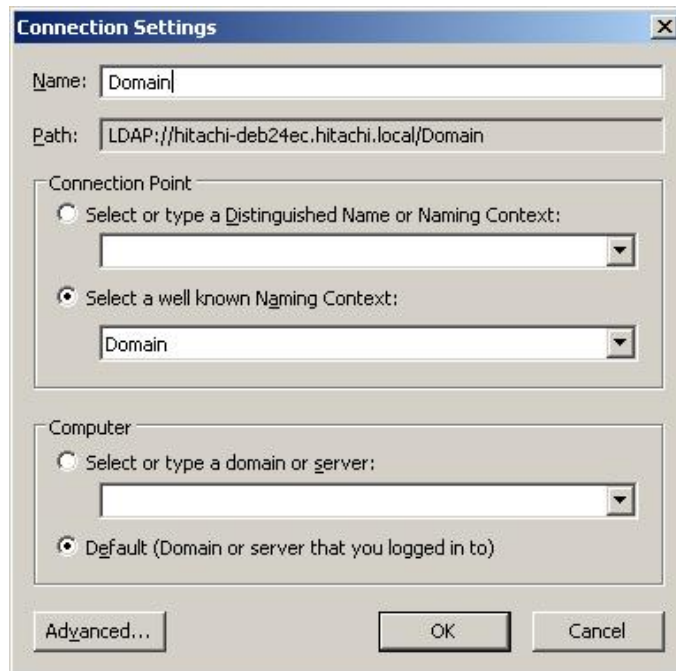 Connection Settings
Name: Domain
Path: LDAP://hitachi-deb24ec.hitachi.local/Domain
Connection Point
Select or type a Distinguished Name or Naming Context:
Select a well known Naming Context:
Domain
Computer
Select or type a domain or server:
Default (Domain or server that you logged in to)
Advanced... OK Cancel